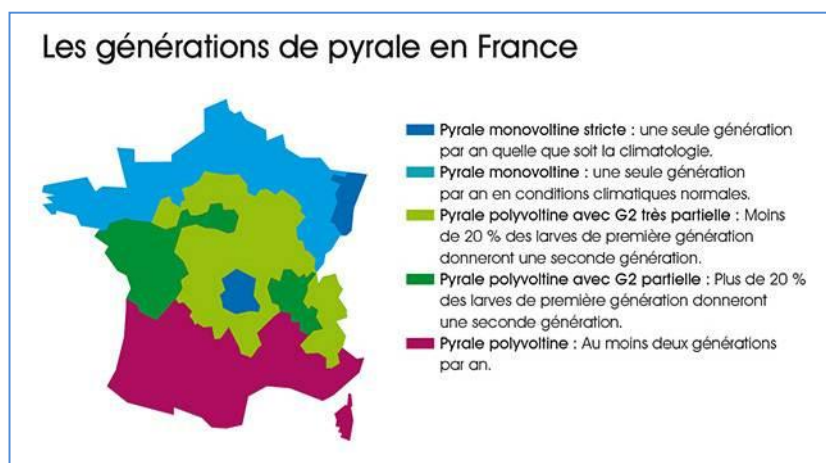 Les générations de pyrale en France
Pyrale monovoltine stricte : une seule génération
par an quelle que soit la climatologie.
Pyrale monovoltine : une seule génération
par an en conditions climatiques normales.
Pyrale polyvoltine avec G2 très partielle : Moins
de 20 % des larves de première génération
donneront une seconde génération.
Pyrale polyvoltine avec G2 partielle : Plus de 20 %
des larves de première génération donneront
une seconde génération.
Pyrale polyvoltine : Au moins deux générations
par an.